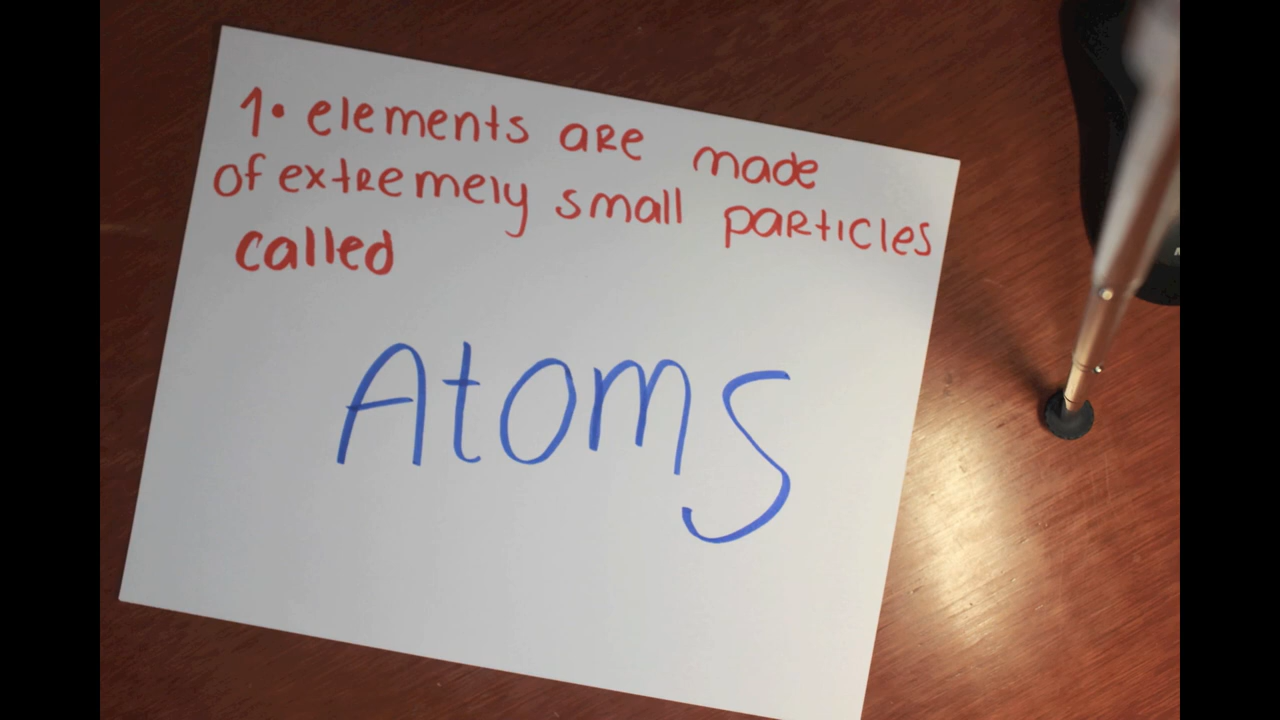 1. elements are made
of extremely small particles
called
Atoms